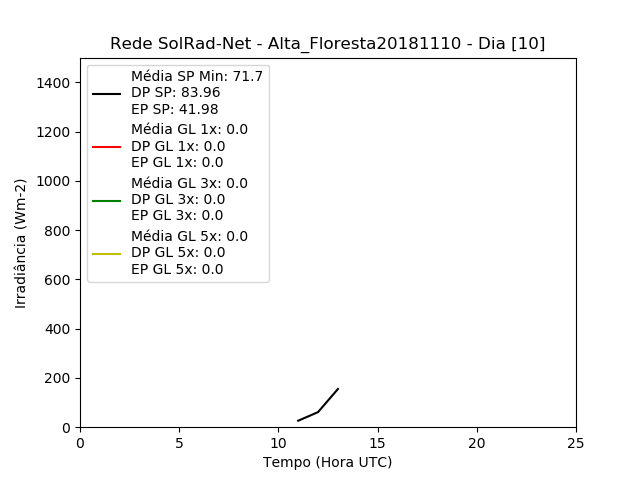 Rede SolRad-Net - Alta_Floresta20181110 - Dia [10]
Média SP Min: 71.7
DP SP: 83.96
EP SP: 41.98
Média GL 1x: 0.0
DP GL 1x: 0.0
EP GL 1x: 0.0
Média GL 3x: 0.0
DP GL 3x: 0.0
EP GL 3x: 0.0
Média GL 5x: 0.0
DP GL 5x: 0.0
EP GL 5x: 0.0
Irradiância (Wm-2)
1400
1200
1000
800
600
400
200
0
0 5 10 15 20 25
Tempo (Hora UTC)